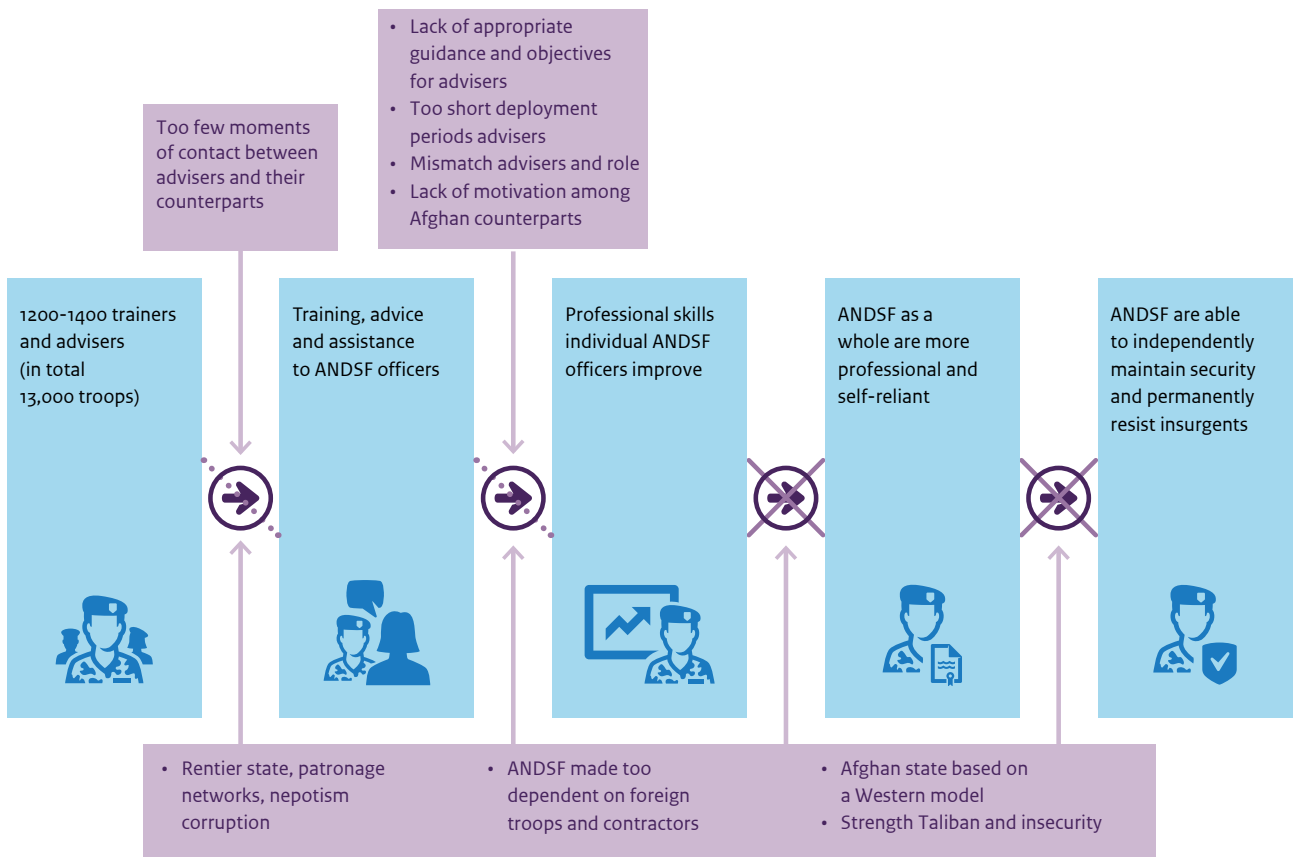 Too few moments
of contact between
advisers and their
counterparts
• Lack of appropriate
guidance and objectives
for advisers
• Too short deployment
periods advisers
• Mismatch advisers and role
• Lack of motivation among
Afghan counterparts
1200-1400 trainers
and advisers
(in total
13,000 troops)
Training, advice
and assistance
to ANDSF officers
Professional skills
individual ANDSF
officers improve
ANDSF as a
whole are more
professional and
self-reliant
ANDSF are able
to independently
maintain security
and permanently
resist insurgents
• Rentier state, patronage
networks, nepotism
corruption
• ANDSF made too
dependent on foreign
troops and contractors
• Afghan state based on
a Western model
• Strength Taliban and insecurity